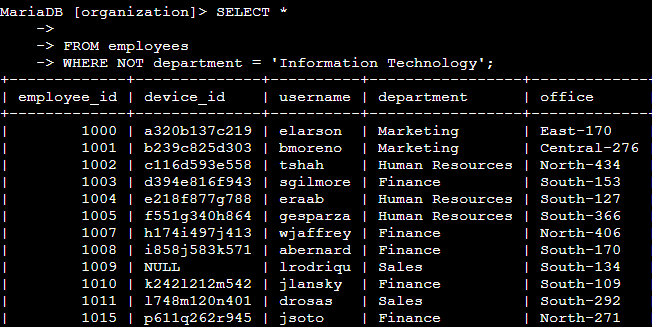 MariaDB [organization]> SELECT *
    ->
    -> FROM employees
    -> WHERE NOT department = 'Information Technology';
+-------------+--------------+----------+-----------------+-------------
| employee_id | device_id    | username | department      | office
+-------------+--------------+----------+-----------------+-------------
|        1000 | a320b137c219 | elarson  | Marketing       | East-170
|        1001 | b239c825d303 | bmoreno  | Marketing       | Central-276
|        1002 | c116d593e558 | tshah    | Human Resources | North-434
|        1003 | d394e816f943 | sgilmore | Finance         | South-153
|        1004 | e218f877g788 | eraab    | Human Resources | South-127
|        1005 | f551g340h864 | gesparza | Human Resources | South-366
|        1007 | h174i497j413 | wjaffrey | Finance         | North-406
|        1008 | i858j583k571 | abernard | Finance         | South-170
|        1009 | NULL         | lrodriqu | Sales           | South-134
|        1010 | k242l212m542 | jlansky  | Finance         | South-109
|        1011 | l748m120n401 | drosas   | Sales           | South-292
|        1015 | p611q262r945 | jsoto    | Finance         | North-271